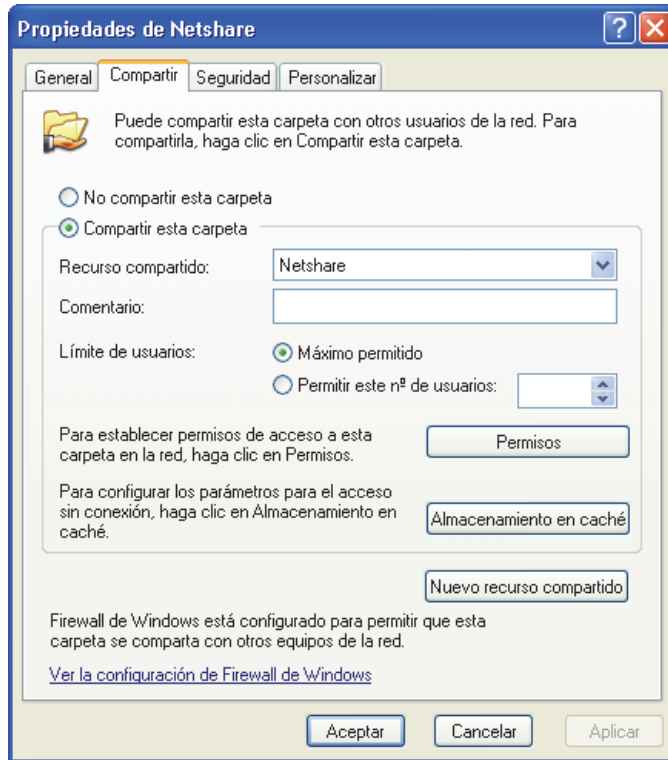 Propiedades de Netshare
General Compartir Seguridad Personalizar
Puede compartir esta carpeta con otros usuarios de la red. Para
compartirla, haga clic en Compartir esta carpeta.
No compartir esta carpeta
Compartir esta carpeta
Recurso compartido: Netshare
Comentario:
Límite de usuarios: Máximo permitido
Permitir este nº de usuarios:
Para establecer permisos de acceso a esta
carpeta en la red, haga clic en Permisos.
Permisos
Para configurar los parámetros para el acceso
sin conexión, haga clic en Almacenamiento en
caché.
Almacenamiento en caché
Nuevo recurso compartido
Firewall de Windows está configurado para permitir que esta
carpeta se comparta con otros equipos de la red.
Ver la configuración de Firewall de Windows
Aceptar Cancelar Aplicar